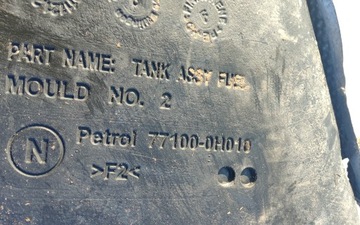 PART NAME: TANK ASSY FUEL
MOULD NO. 2
N
Petrol 77100-0H010
>F2<